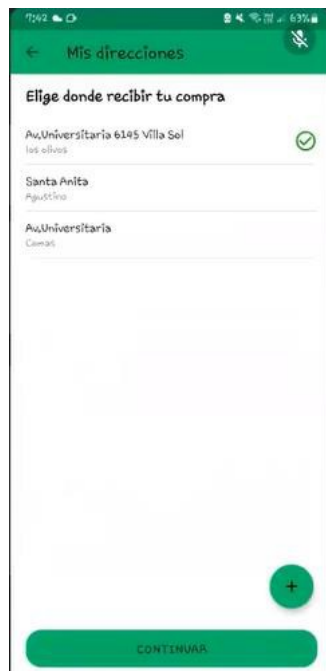 7:42 63%
Mis direcciones
Elige donde recibir tu compra
Av,Universitaria 6145 Villa Sol
los olivos
Santa Anita
Agustino
Av,Universitaria
Comas
+
CONTINUAR